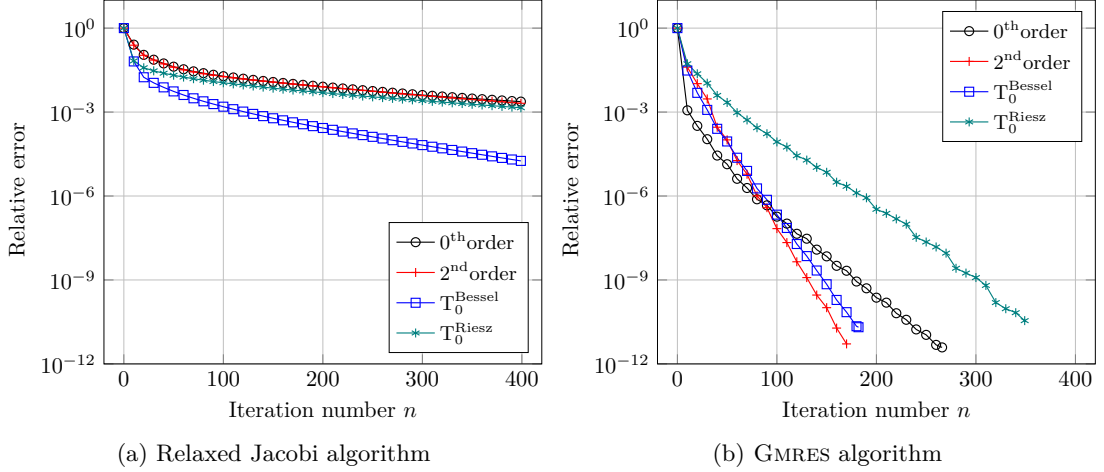 10^0
10^−3
10^−6
10^−9
10^−12
Relative error
0 100 200 300 400
Iteration number n
0^th order
2^nd order
T_0^Bessel
T_0^Riesz
(a) Relaxed Jacobi algorithm
10^0
10^−3
10^−6
10^−9
10^−12
Relative error
0 100 200 300 400
Iteration number n
0^th order
2^nd order
T_0^Bessel
T_0^Riesz
(b) GMRES algorithm